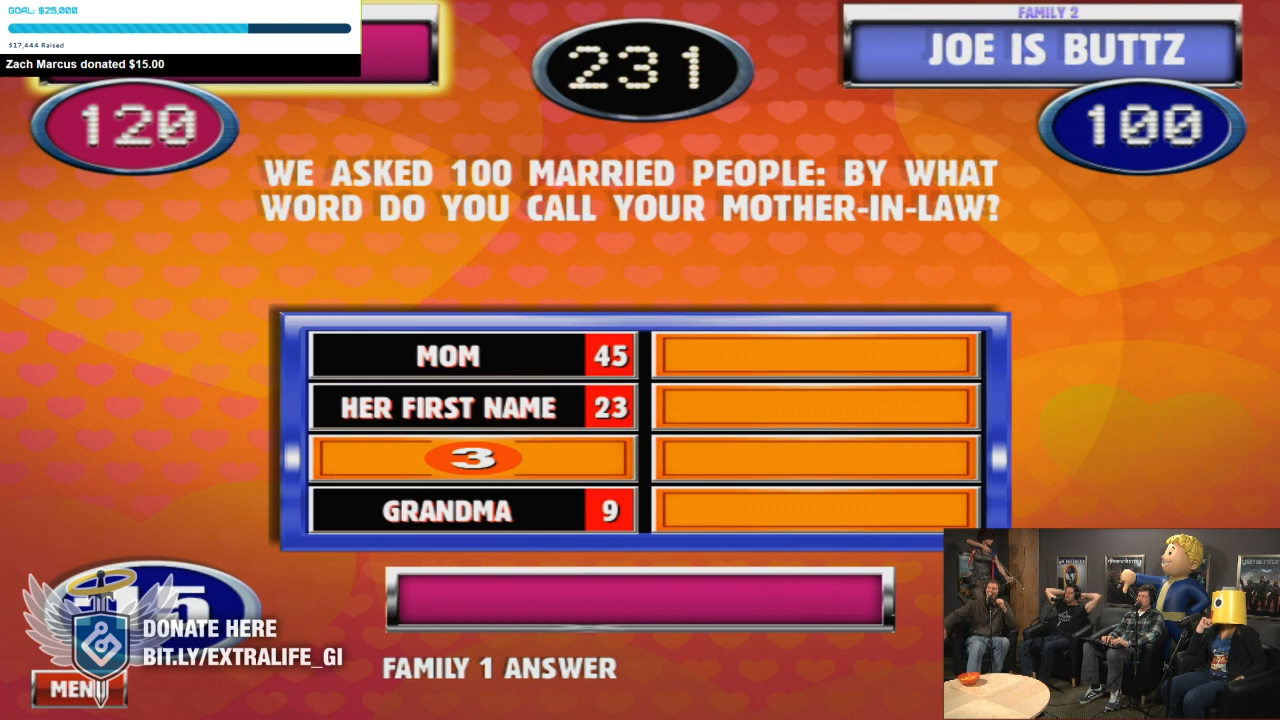 GOAL: $25,000
$17,444 Raised
Zach Marcus donated $15.00
231
FAMILY 2
JOE IS BUTTZ
120
100
WE ASKED 100 MARRIED PEOPLE: BY WHAT
WORD DO YOU CALL YOUR MOTHER-IN-LAW?
MOM 45
HER FIRST NAME 23
3
GRANDMA 9
DONATE HERE
BIT.LY/EXTRALIFE_GI
MENU
FAMILY 1 ANSWER